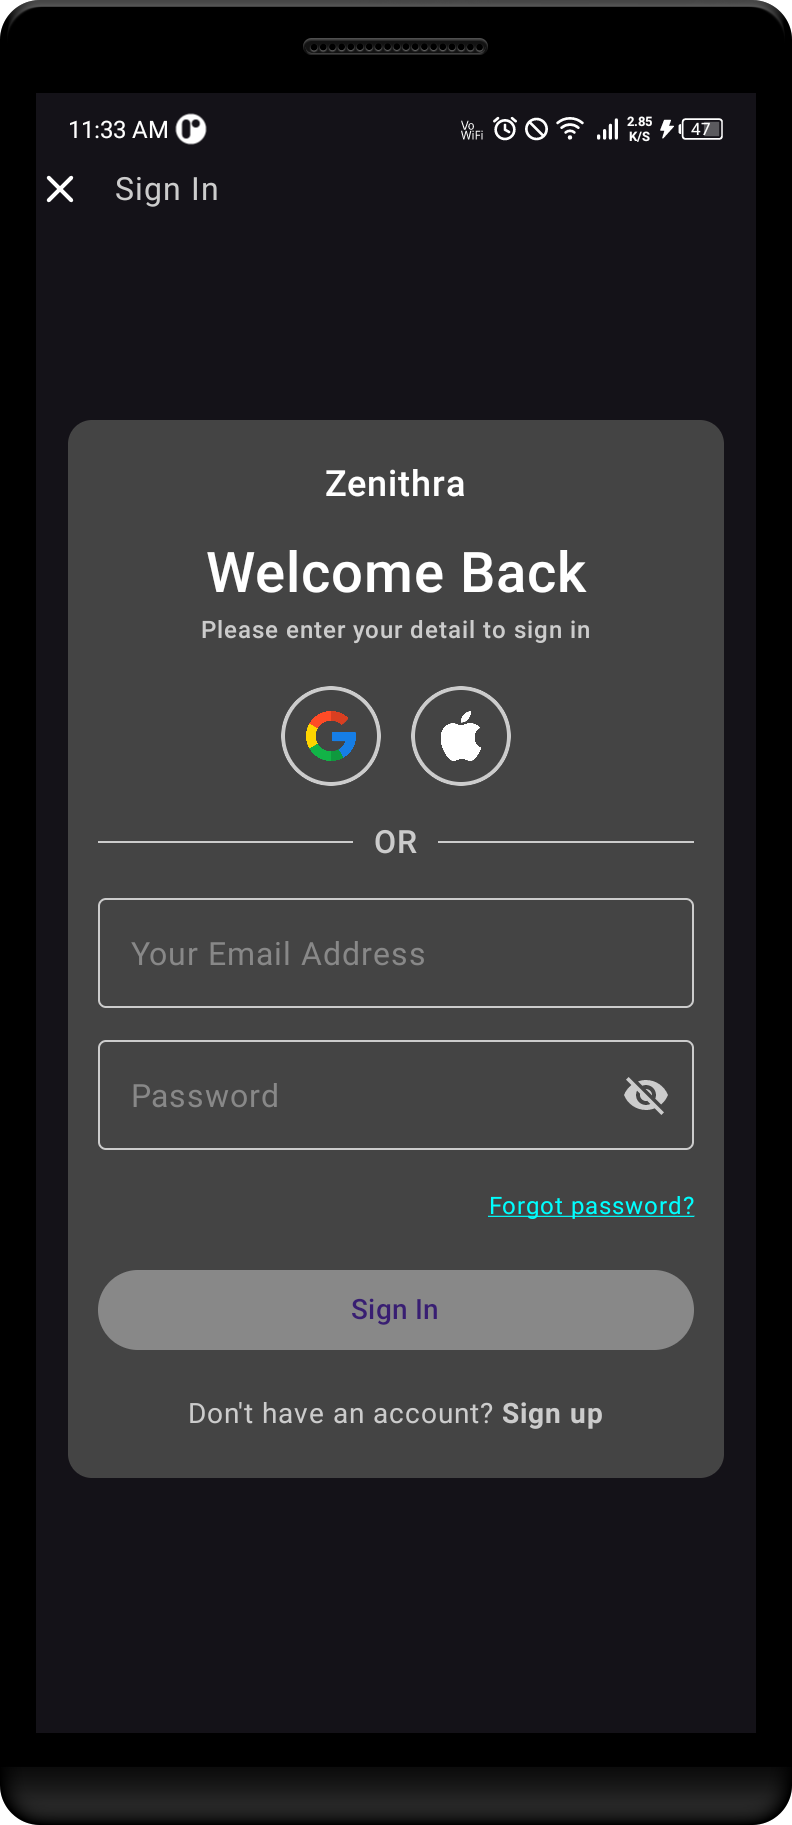 11:33 AM
Vo WiFi 2.85 K/S 47
Sign In
Zenithra
Welcome Back
Please enter your detail to sign in
OR
Your Email Address
Password
Forgot password?
Sign In
Don't have an account? Sign up